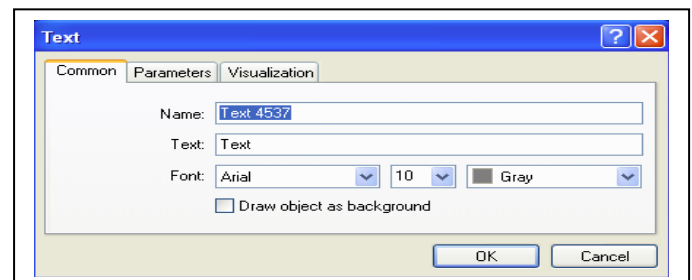 Text
Common Parameters Visualization
Name: Text 4537
Text: Text
Font: Arial 10 Gray
Draw object as background
OK Cancel